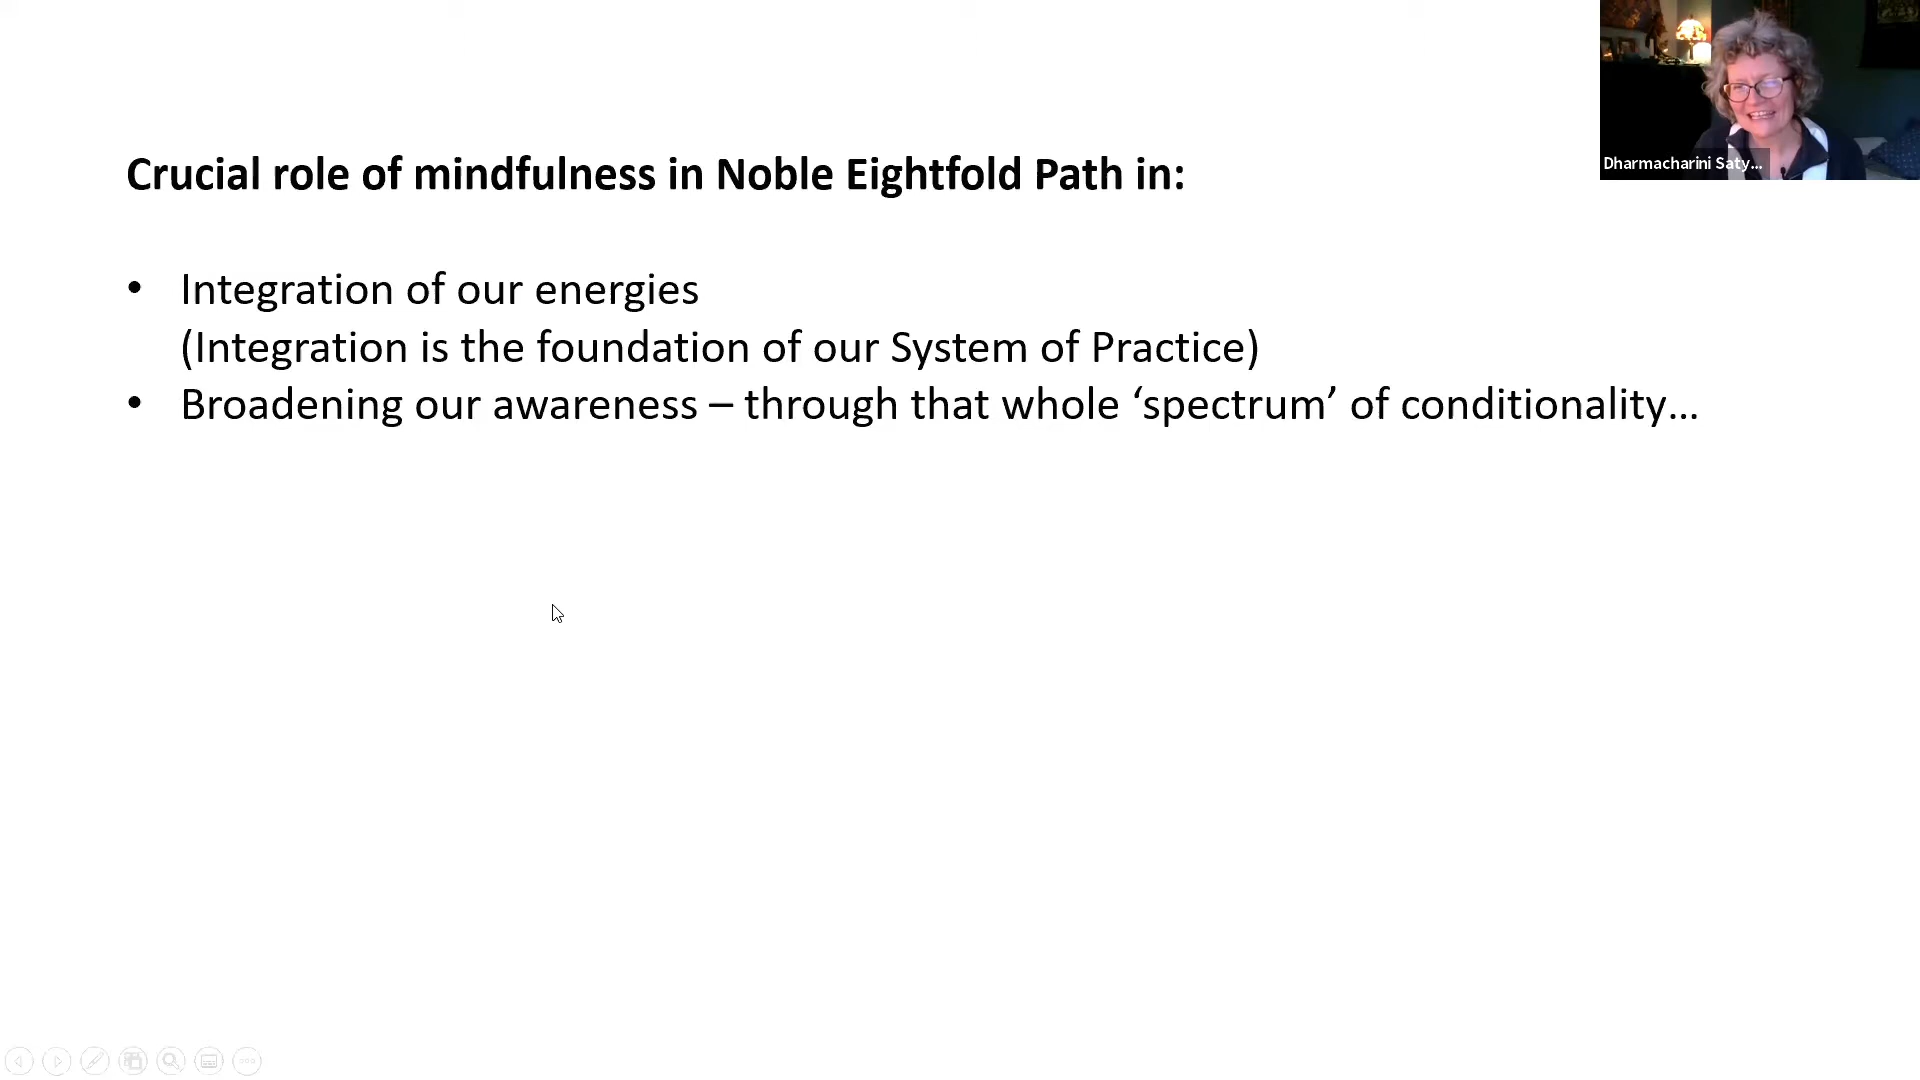 Dharmacharini Saty...
Crucial role of mindfulness in Noble Eightfold Path in:
• Integration of our energies
(Integration is the foundation of our System of Practice)
• Broadening our awareness – through that whole ‘spectrum’ of conditionality...